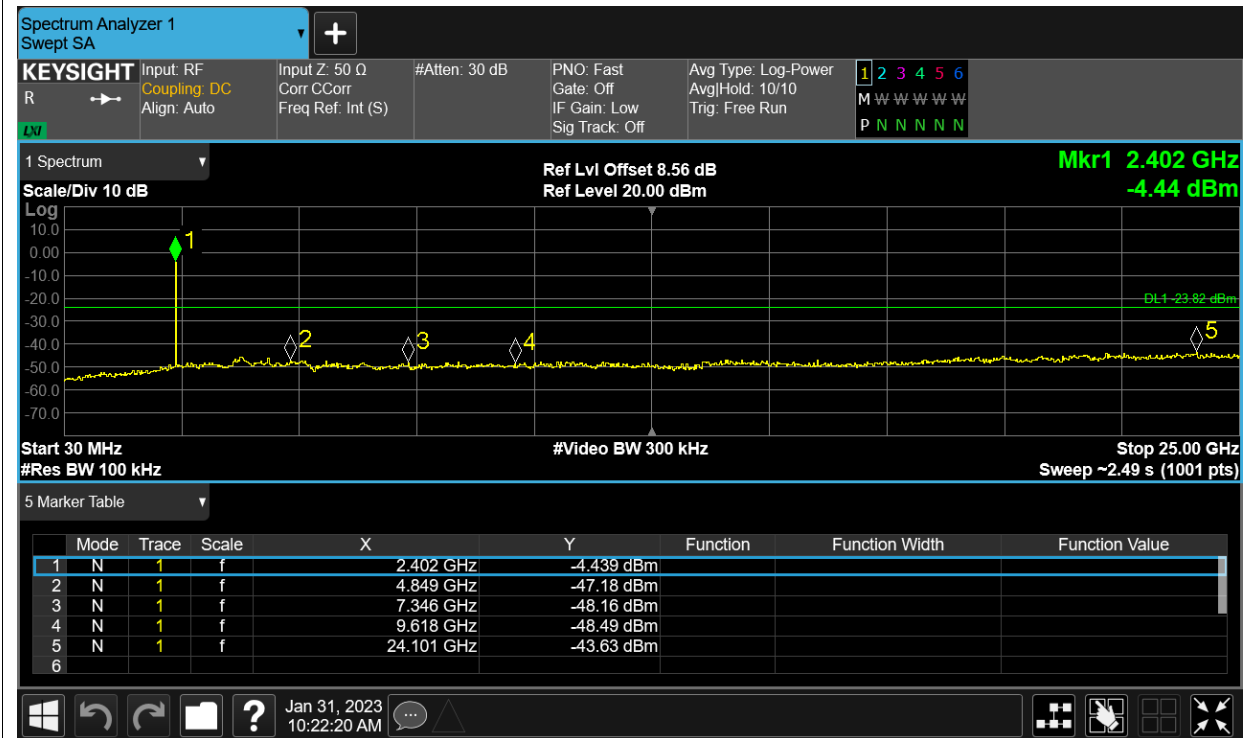 Spectrum Analyzer 1
Swept SA
+
KEYSIGHT Input: RF Input Z: 50 Ω #Atten: 30 dB PNO: Fast Avg Type: Log-Power 1 2 3 4 5 6
R Coupling: DC Corr CCorr Gate: Off Avg|Hold: 10/10 M W W W W W
Align: Auto Freq Ref: Int (S) IF Gain: Low Trig: Free Run
LXI Sig Track: Off P N N N N N
1 Spectrum Ref Lvl Offset 8.56 dB Mkr1 2.402 GHz
Scale/Div 10 dB Ref Level 20.00 dBm -4.44 dBm
Log
10.0
1
0.00
-10.0
-20.0 DL1 -23.82 dBm
-30.0
2 3 4 5
-40.0
-50.0
-60.0
-70.0
Start 30 MHz #Video BW 300 kHz Stop 25.00 GHz
#Res BW 100 kHz Sweep ~2.49 s (1001 pts)
5 Marker Table
Mode Trace Scale X Y Function Function Width Function Value
1 N 1 f 2.402 GHz -4.439 dBm
2 N 1 f 4.849 GHz -47.18 dBm
3 N 1 f 7.346 GHz -48.16 dBm
4 N 1 f 9.618 GHz -48.49 dBm
5 N 1 f 24.101 GHz -43.63 dBm
6
? Jan 31, 2023
10:22:20 AM